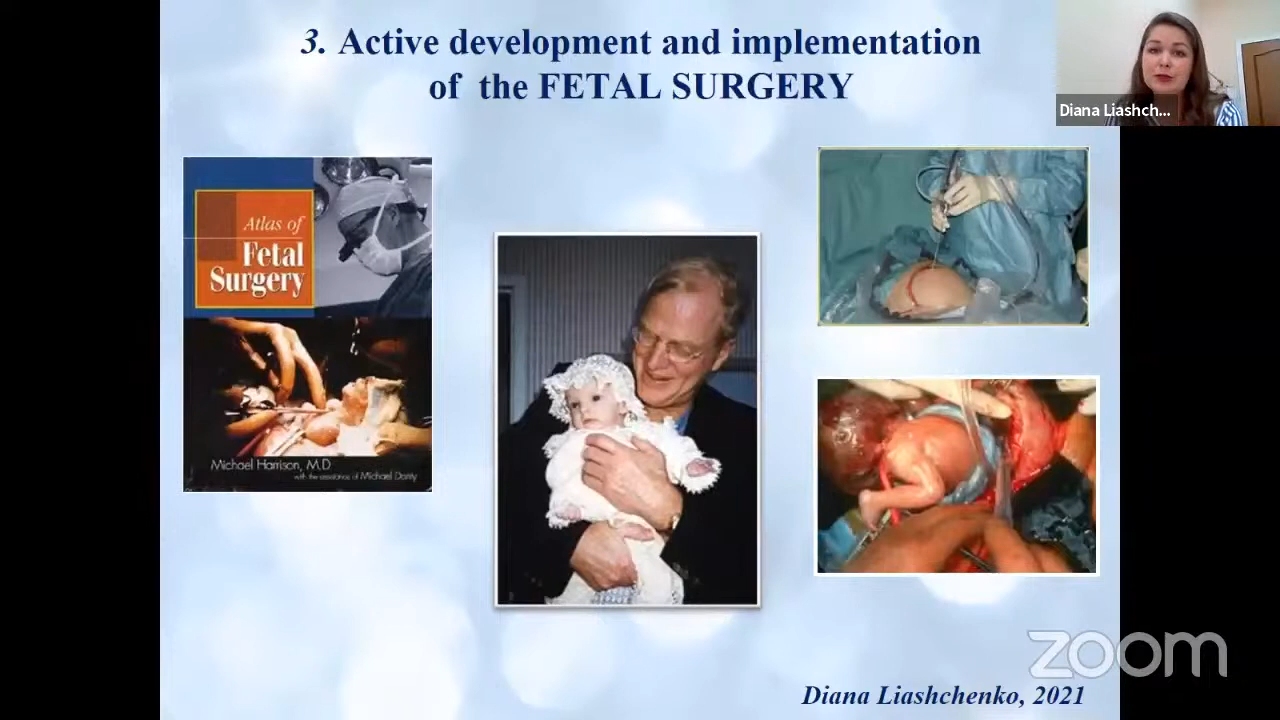 3. Active development and implementation
of the FETAL SURGERY
Diana Liashch...
Atlas of
Fetal
Surgery
Michael Harrison, M.D
with the assistance of Michael Danty
zoom
Diana Liashchenko, 2021